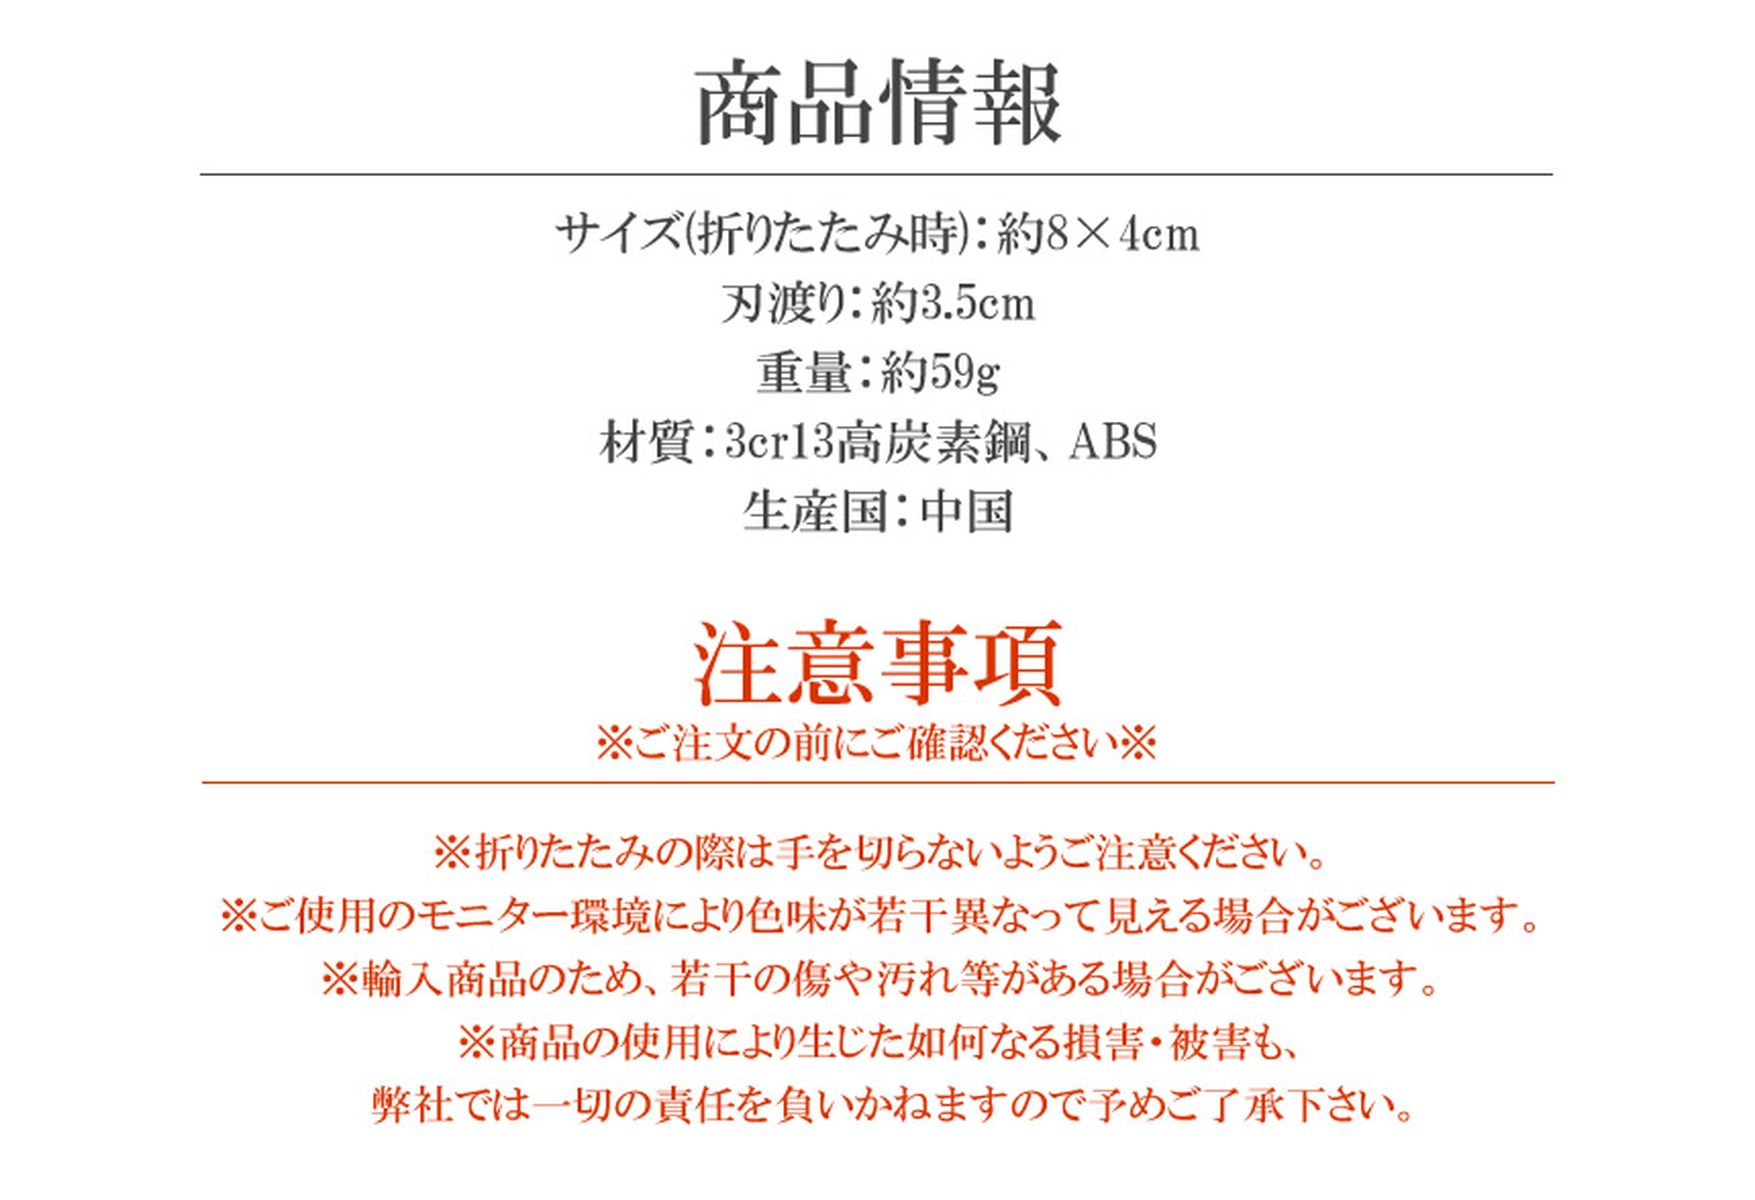 商品情報
サイズ(折りたたみ時)：約8×4cm
刃渡り：約3.5cm
重量：約59g
材質：3cr13高炭素鋼、ABS
生産国：中国
注意事項
※ご注文の前にご確認ください※
※折りたたみの際は手を切らないようご注意ください。
※ご使用のモニター環境により色味が若干異なって見える場合がございます。
※輸入商品のため、若干の傷や汚れ等がある場合がございます。
※商品の使用により生じた如何なる損害・被害も、
弊社では一切の責任を負いかねますので予めご了承下さい。